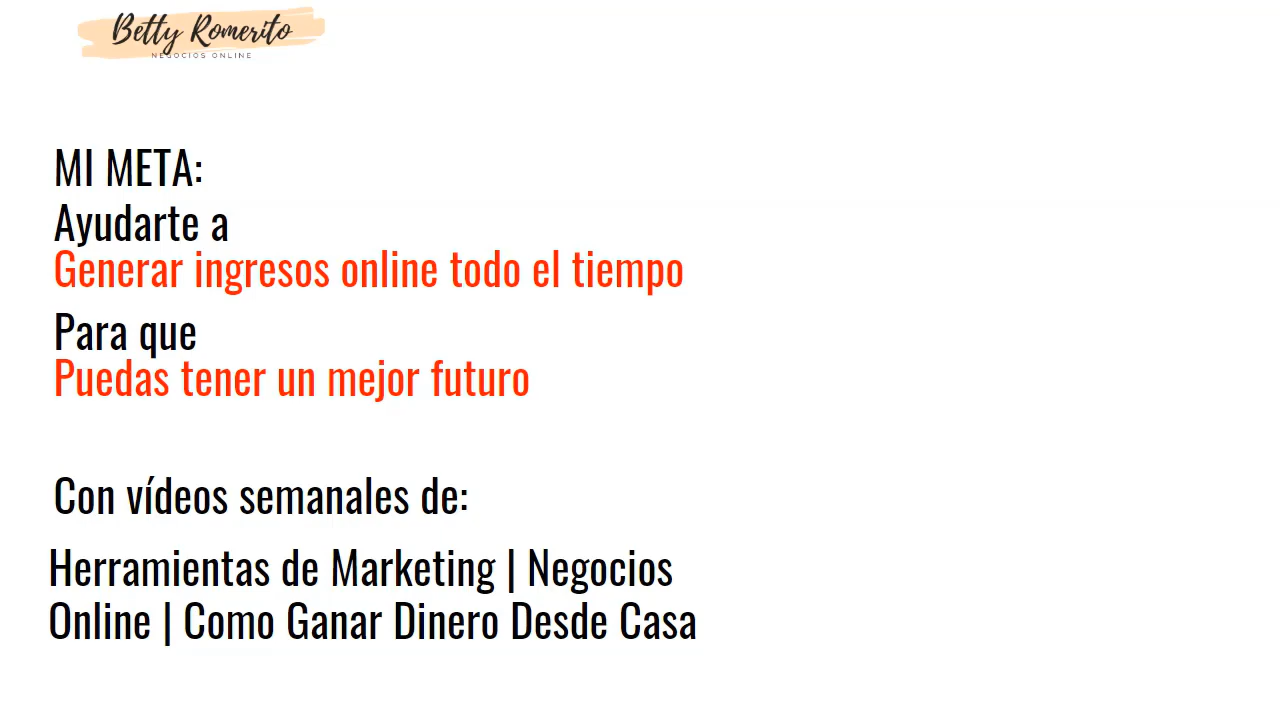 Betty Romerito
NEGOCIOS ONLINE
MI META:
Ayudarte a
Generar ingresos online todo el tiempo
Para que
Puedas tener un mejor futuro
Con vídeos semanales de:
Herramientas de Marketing | Negocios
Online | Como Ganar Dinero Desde Casa